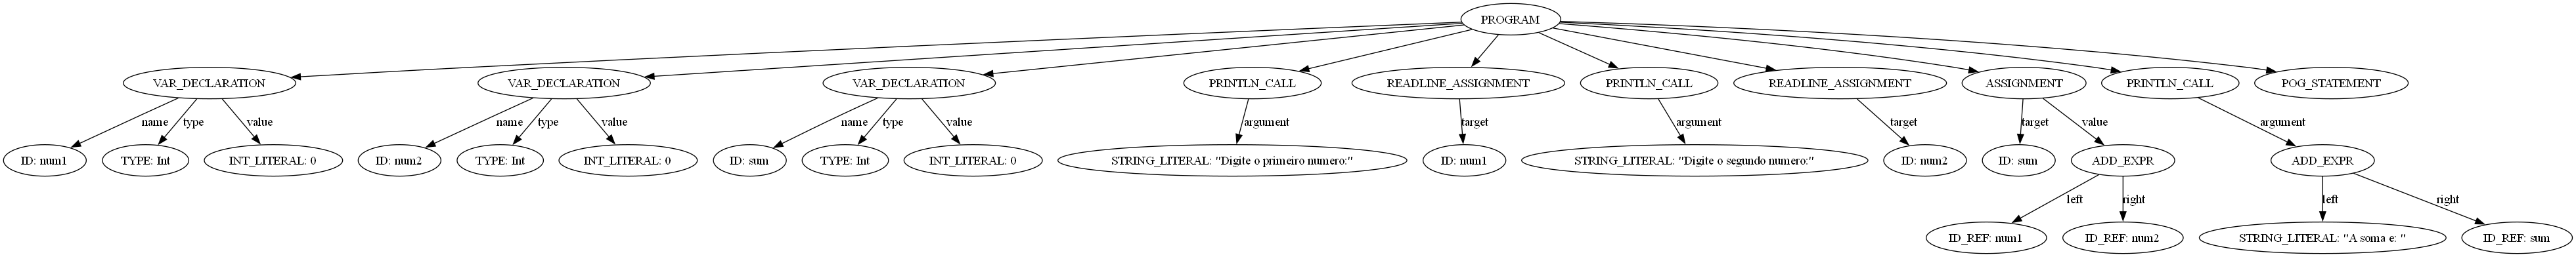 PROGRAM
VAR_DECLARATION
VAR_DECLARATION
VAR_DECLARATION
PRINTLN_CALL
READLINE_ASSIGNMENT
PRINTLN_CALL
READLINE_ASSIGNMENT
ASSIGNMENT
PRINTLN_CALL
POG_STATEMENT
name
type
value
name
type
value
name
type
value
argument
target
argument
target
target
value
argument
ID: num1
TYPE: Int
INT_LITERAL: 0
ID: num2
TYPE: Int
INT_LITERAL: 0
ID: sum
TYPE: Int
INT_LITERAL: 0
STRING_LITERAL: "Digite o primeiro numero:"
ID: num1
STRING_LITERAL: "Digite o segundo numero:"
ID: num2
ID: sum
ADD_EXPR
ADD_EXPR
left
right
left
right
ID_REF: num1
ID_REF: num2
STRING_LITERAL: "A soma e: "
ID_REF: sum